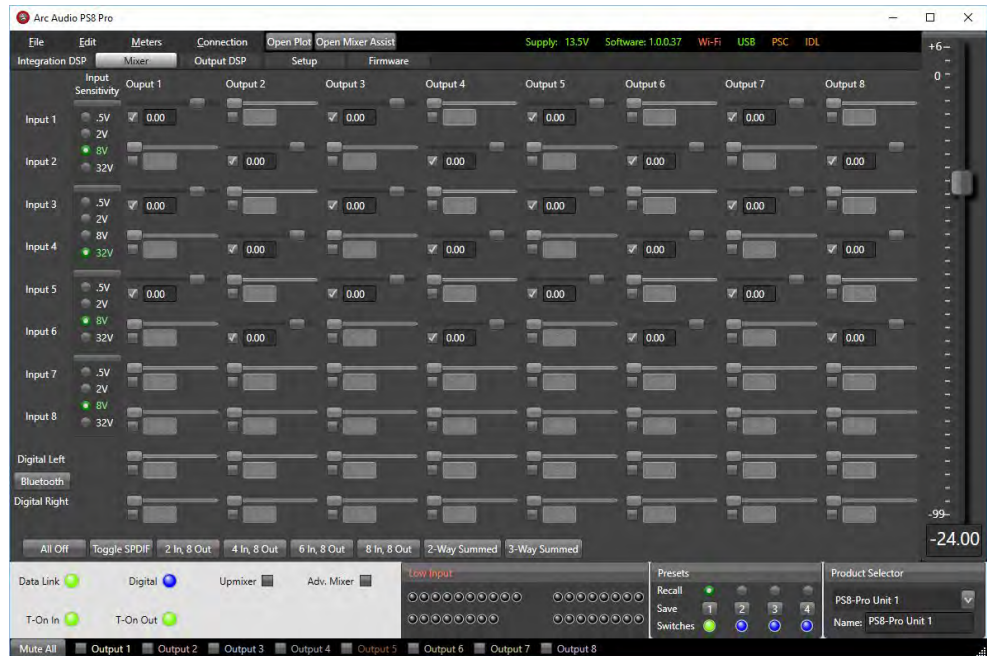 Arc Audio PS8 Pro
File Edit Meters Connection Open Plot Open Mixer Assist Supply: 13.5V Software: 1.0.0.37 Wi-Fi USB PSC IDL
Integration DSP Mixer Output DSP Setup Firmware
Input Sensitivity Ouput 1 Output 2 Output 3 Output 4 Output 5 Output 6 Output 7 Output 8
+6
0
Input 1 .5V 0.00 0.00 0.00 0.00
2V
8V
Input 2 32V 0.00 0.00 0.00 0.00
Input 3 .5V 0.00 0.00 0.00 0.00
2V
8V
Input 4 32V 0.00 0.00 0.00 0.00
Input 5 .5V 0.00 0.00 0.00 0.00
2V
8V
Input 6 32V 0.00 0.00 0.00 0.00
Input 7 .5V
2V
8V
Input 8 32V
Digital Left
Bluetooth
Digital Right
-99
-24.00
All Off Toggle SPDIF 2 In, 8 Out 4 In, 8 Out 6 In, 8 Out 8 In, 8 Out 2-Way Summed 3-Way Summed
Data Link Digital Upmixer Adv. Mixer Low Input
T-On In T-On Out
Presets
Recall
Save 1 2 3 4
Switches
Product Selector
PS8-Pro Unit 1
Name: PS8-Pro Unit 1
Mute All Output 1 Output 2 Output 3 Output 4 Output 5 Output 6 Output 7 Output 8